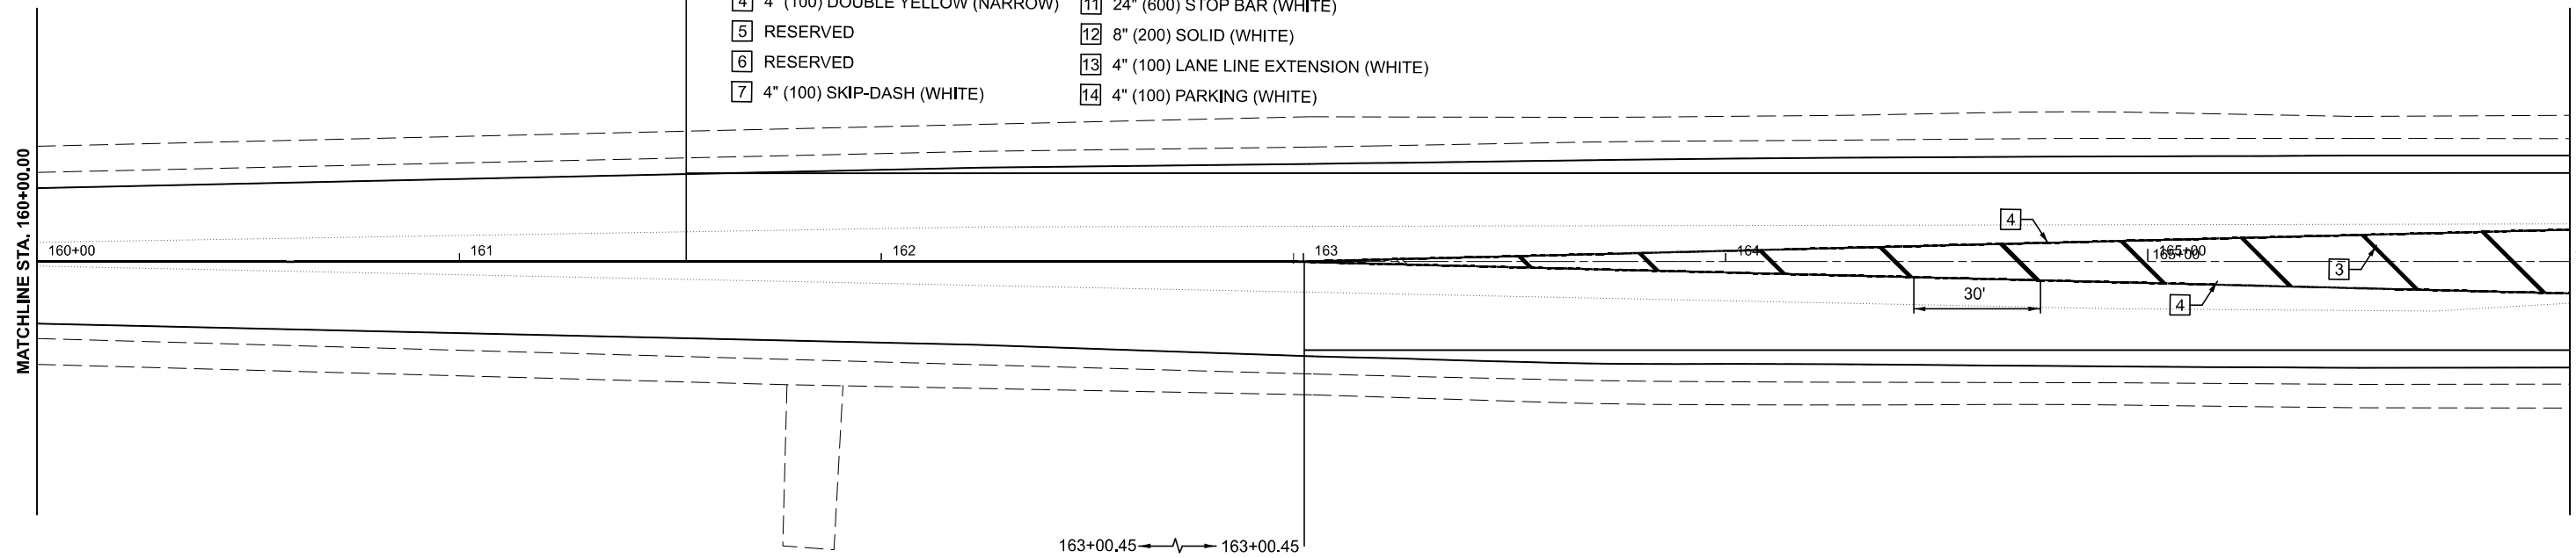 4 4" (100) DOUBLE YELLOW (NARROW)
11 24" (600) STOP BAR (WHITE)
5 RESERVED
12 8" (200) SOLID (WHITE)
6 RESERVED
13 4" (100) LANE LINE EXTENSION (WHITE)
7 4" (100) SKIP-DASH (WHITE)
14 4" (100) PARKING (WHITE)
MATCHLINE STA. 160+00.00
4
160+00
161
162
163
164
165+00
165+00
3
30'
4
163+00.45
163+00.45